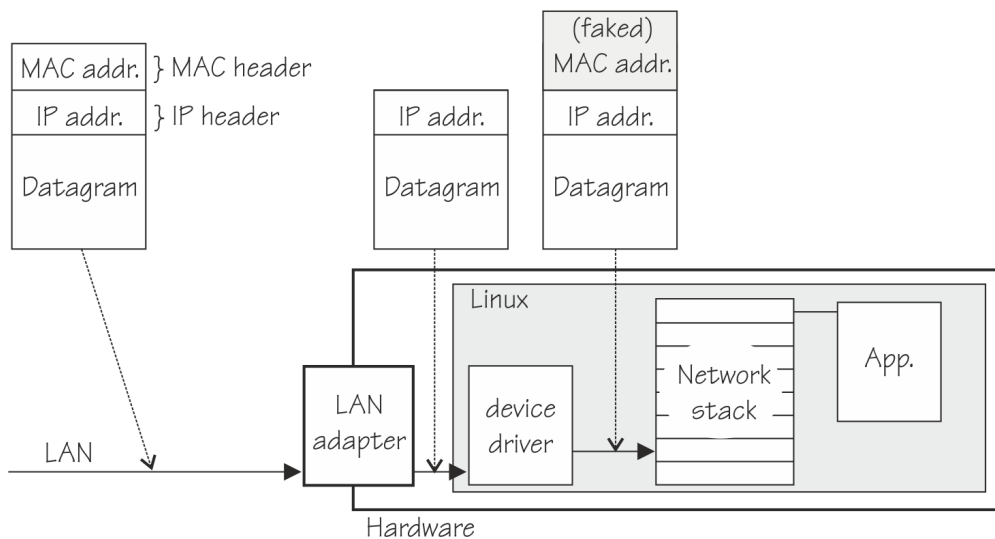 MAC addr. } MAC header
IP addr. } IP header
Datagram
IP addr.
Datagram
(faked)
MAC addr.
IP addr.
Datagram
Linux
LAN
LAN
adapter
device
driver
Network
stack
App.
Hardware